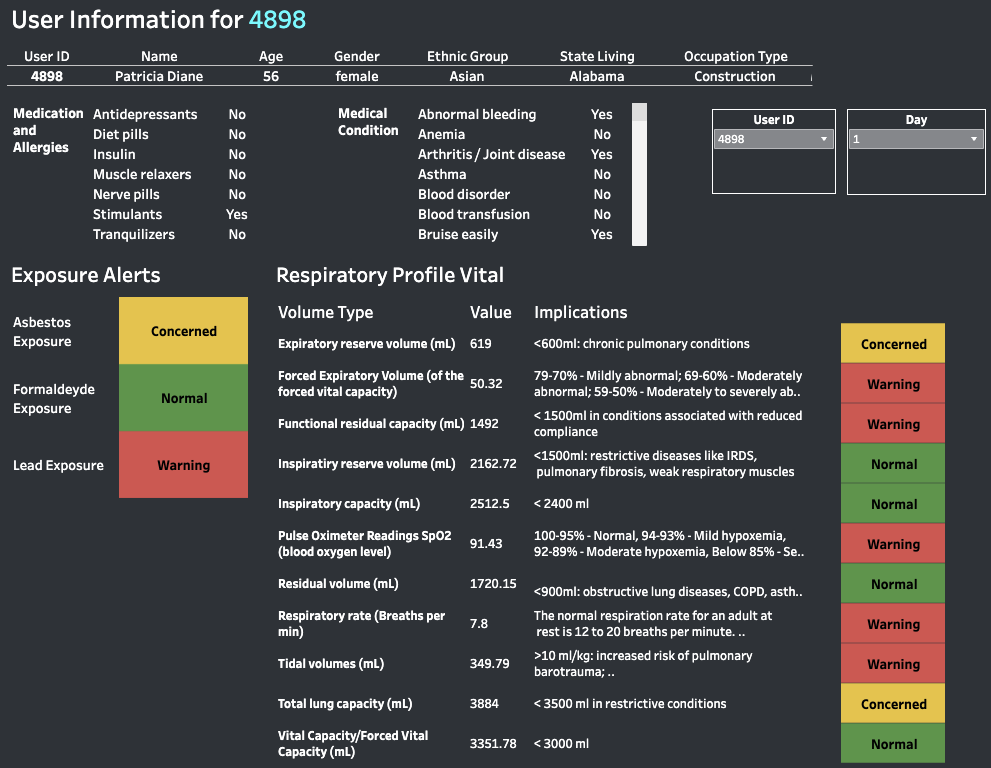 User Information for 4898
User ID Name Age Gender Ethnic Group State Living Occupation Type
4898 Patricia Diane 56 female Asian Alabama Construction
Medication
and
Allergies
Antidepressants No
Diet pills No
Insulin No
Muscle relaxers No
Nerve pills No
Stimulants Yes
Tranquilizers No
Medical
Condition
Abnormal bleeding Yes
Anemia No
Arthritis / Joint disease Yes
Asthma No
Blood disorder No
Blood transfusion No
Bruise easily Yes
User ID
4898
Day
1
Exposure Alerts
Asbestos
Exposure
Concerned
Formaldeyde
Exposure
Normal
Lead Exposure
Warning
Respiratory Profile Vital
Volume Type Value Implications
Expiratory reserve volume (mL) 619 <600ml: chronic pulmonary conditions Concerned
Forced Expiratory Volume (of the
forced vital capacity)
50.32
79-70% - Mildly abnormal; 69-60% - Moderately
abnormal; 59-50% - Moderately to severely ab..
Warning
Functional residual capacity (mL) 1492
< 1500ml in conditions associated with reduced
compliance
Warning
Inspiratiry reserve volume (mL) 2162.72
<1500ml: restrictive diseases like IRDS,
pulmonary fibrosis, weak respiratory muscles
Normal
Inspiratory capacity (mL) 2512.5 < 2400 ml Normal
Pulse Oximeter Readings SpO2
(blood oxygen level)
91.43
100-95% - Normal, 94-93% - Mild hypoxemia,
92-89% - Moderate hypoxemia, Below 85% - Se..
Warning
Residual volume (mL) 1720.15 <900ml: obstructive lung diseases, COPD, asth.. Normal
Respiratory rate (Breaths per
min)
7.8
The normal respiration rate for an adult at
rest is 12 to 20 breaths per minute. ..
Warning
Tidal volumes (mL) 349.79
>10 ml/kg: increased risk of pulmonary
barotrauma; ..
Warning
Total lung capacity (mL) 3884 < 3500 ml in restrictive conditions Concerned
Vital Capacity/Forced Vital
Capacity (mL)
3351.78 < 3000 ml Normal